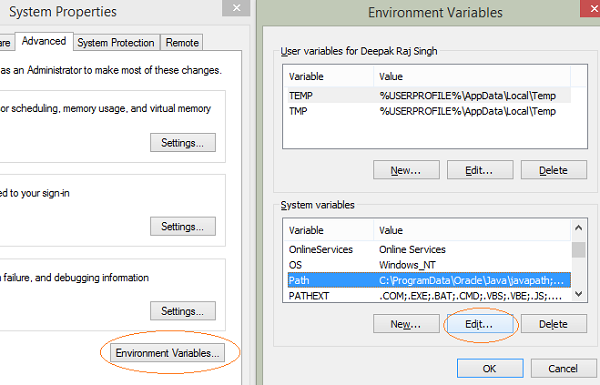 System Properties
are
Advanced
System Protection
Remote
as an Administrator to make most of these changes.
or scheduling, memory usage, and virtual memory
Settings...
ed to your sign-in
Settings...
n failure, and debugging information
Settings...
Environment Variables...
Environment Variables
User variables for Deepak Raj Singh
Variable Value
TEMP %USERPROFILE%\AppData\Local\Temp
TMP %USERPROFILE%\AppData\Local\Temp
New... Edit... Delete
System variables
Variable Value
OnlineServices Online Services
OS Windows_NT
Path C:\ProgramData\Oracle\Java\javapath;...
PATHEXT .COM;.EXE;.BAT;.CMD;.VBS;.VBE;.JS;....
New... Edit... Delete
OK Cancel